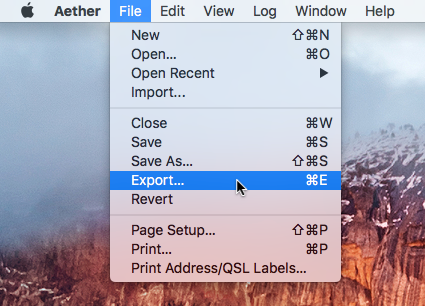 Aether File Edit View Log Window Help
New ⇧⌘N
Open... ⌘O
Open Recent ▶
Import...
Close ⌘W
Save ⌘S
Save As... ⇧⌘S
Export... ⌘E
Revert
Page Setup... ⇧⌘P
Print... ⌘P
Print Address/QSL Labels...